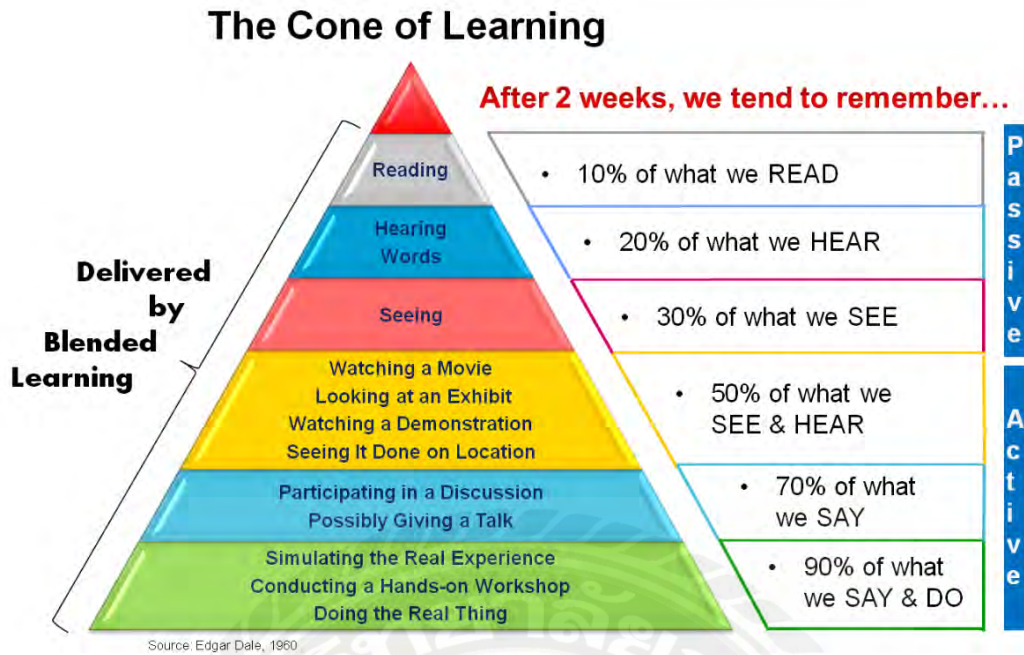 The Cone of Learning
After 2 weeks, we tend to remember…
Delivered
by
Blended
Learning
Reading
• 10% of what we READ
Hearing
Words
• 20% of what we HEAR
Seeing
• 30% of what we SEE
Watching a Movie
Looking at an Exhibit
Watching a Demonstration
Seeing It Done on Location
• 50% of what we
SEE & HEAR
Participating in a Discussion
Possibly Giving a Talk
• 70% of what
we SAY
Simulating the Real Experience
Conducting a Hands-on Workshop
Doing the Real Thing
• 90% of what
we SAY & DO
Passive
Active
Source: Edgar Dale, 1960